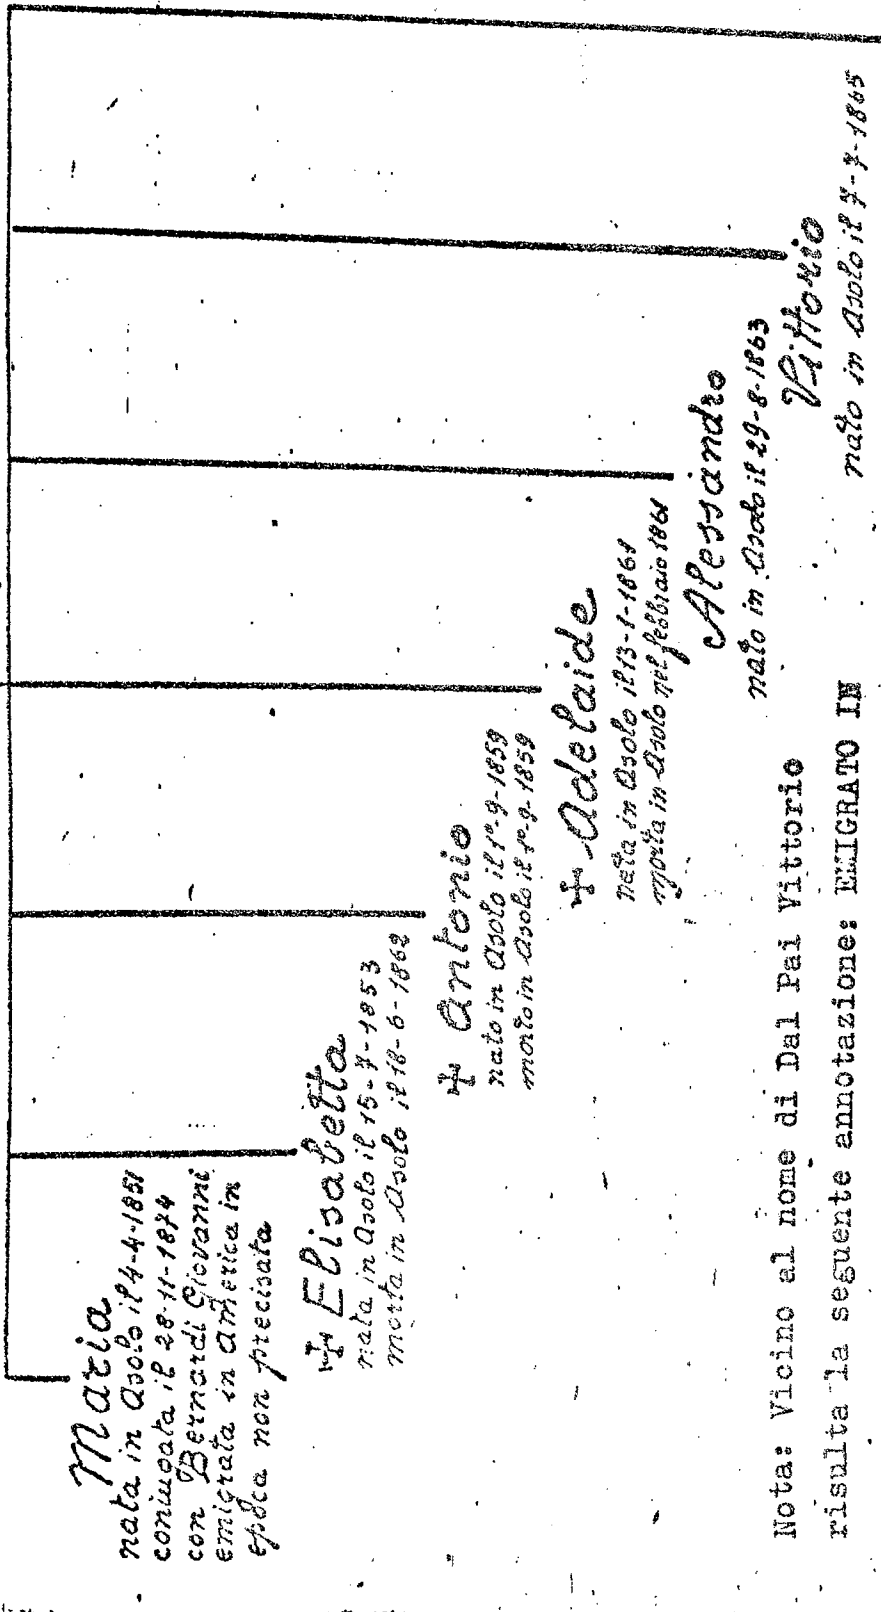 Maria
nata in Asolo il 4-4-1851
coniugata il 28-11-1874
con Bernardi Giovanni
emigrata in America in
epoca non precisata
Elisabetta
nata in Asolo il 15-7-1853
morta in Asolo il 18-6-1862
Antonio
nato in Asolo il 1°-9-1859
morto in Asolo il 1°-9-1859
Adelaide
nata in Asolo il 13-1-1861
morta in Asolo nel febbraio 1861
Alessandro
nato in Asolo il 29-8-1863
Vittorio
nato in Asolo il 7-7-1865
Nota: Vicino al nome di Dal Pai Vittorio
risulta la seguente annotazione: EMIGRATO IN